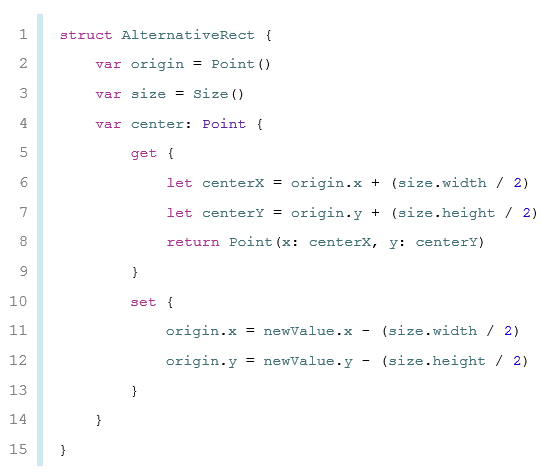 1 struct AlternativeRect {
2 var origin = Point()
3 var size = Size()
4 var center: Point {
5 get {
6 let centerX = origin.x + (size.width / 2)
7 let centerY = origin.y + (size.height / 2)
8 return Point(x: centerX, y: centerY)
9 }
10 set {
11 origin.x = newValue.x - (size.width / 2)
12 origin.y = newValue.y - (size.height / 2)
13 }
14 }
15 }